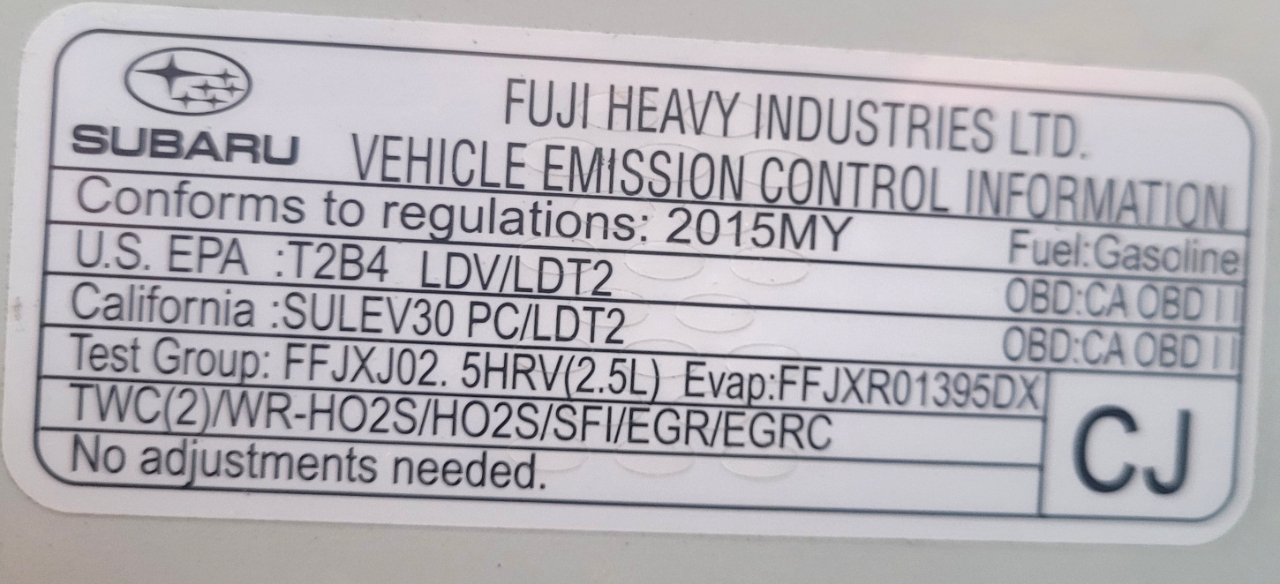 FUJI HEAVY INDUSTRIES LTD.
SUBARU VEHICLE EMISSION CONTROL INFORMATION
Conforms to regulations: 2015MY Fuel:Gasoline
U.S. EPA :T2B4 LDV/LDT2 OBD:CA OBD II
California :SULEV30 PC/LDT2 OBD:CA OBD II
Test Group: FFJXJ02. 5HRV(2.5L) Evap:FFJXR01395DX
TWC(2)/WR-HO2S/HO2S/SFI/EGR/EGRC
No adjustments needed.
CJ